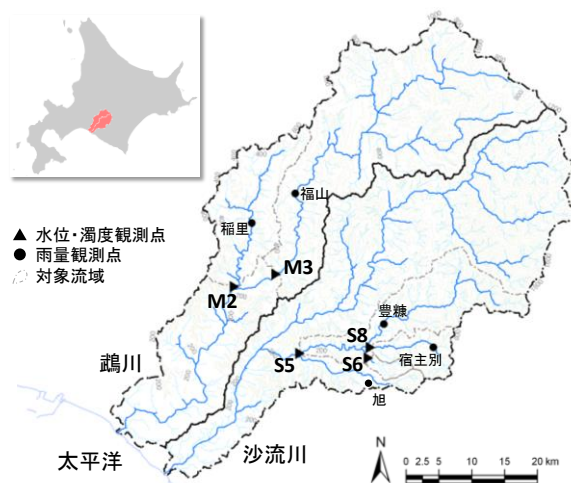 福山
稲里
▲ 水位・濁度観測点
● 雨量観測点
対象流域
M3
M2
豊糠
S8
S5
S6
宿主別
旭
鵡川
太平洋
沙流川
N
0 2.5 5 10 15 20 km